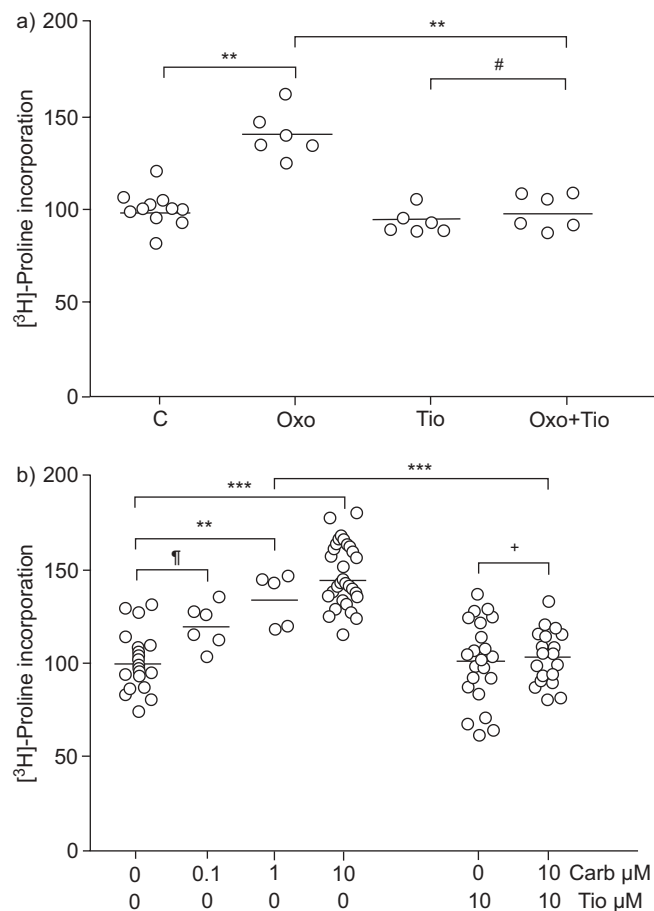 a) 200
**
**
#
150
100
50
0
[³H]-Proline incorporation
C Oxo Tio Oxo+Tio
b) 200
***
***
**
¶
+
150
100
50
0
[³H]-Proline incorporation
0 0.1 1 10 0 10 Carb µM
0 0 0 0 10 10 Tio µM